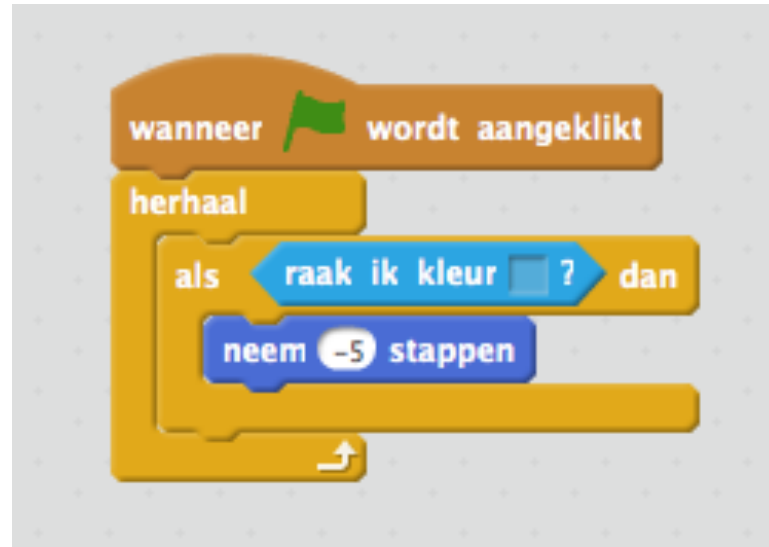 wanneer wordt aangeklikt
herhaal
als raak ik kleur ? dan
neem -5 stappen